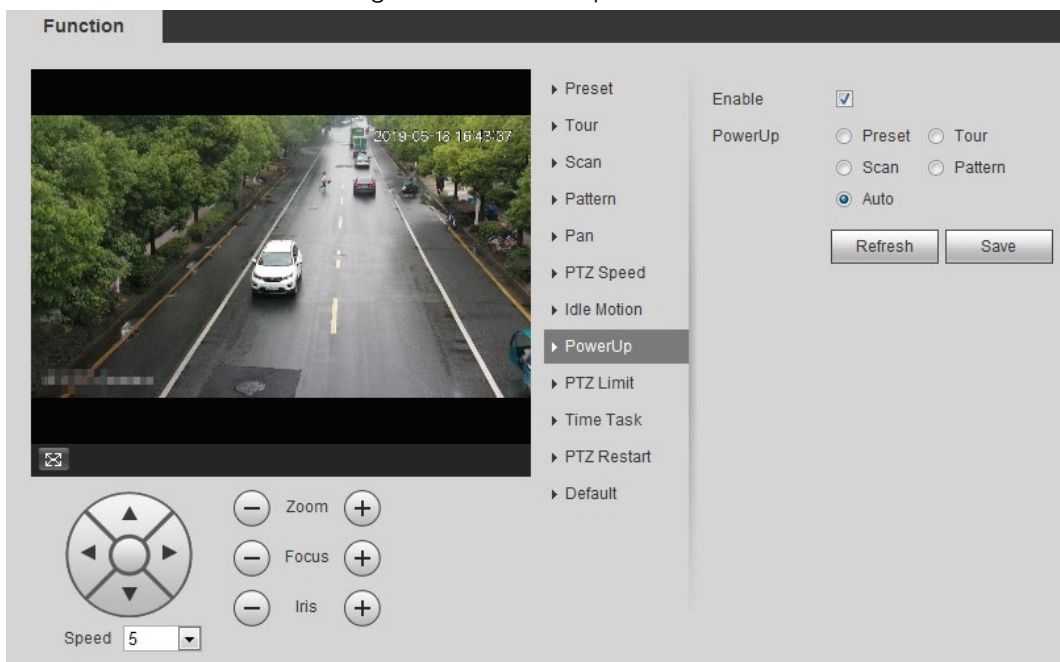 Function
2019-05-18 16:43:37
Preset
Tour
Scan
Pattern
Pan
PTZ Speed
Idle Motion
PowerUp
PTZ Limit
Time Task
PTZ Restart
Default
Enable
PowerUp
Preset Tour
Scan Pattern
Auto
Refresh Save
Zoom
Focus
Iris
Speed 5